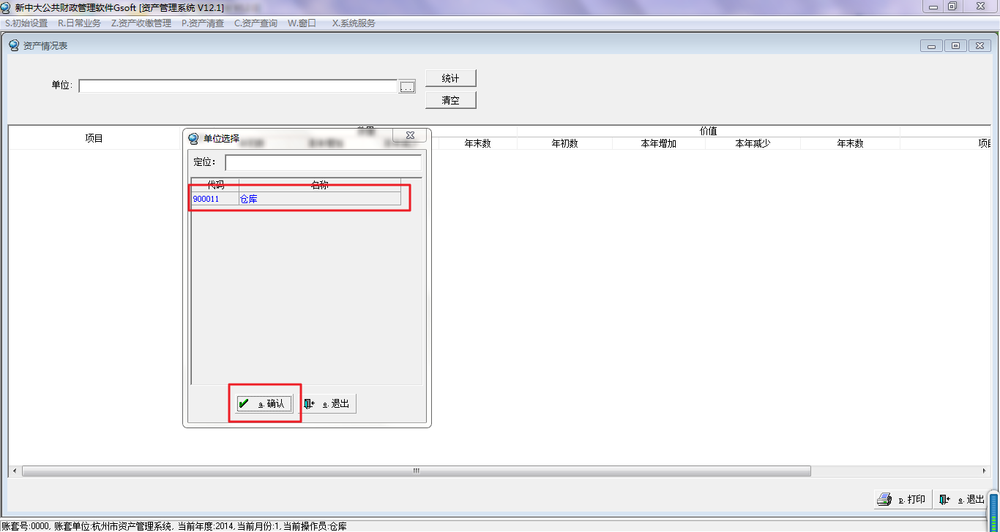 新中大公共财政管理软件Gsoft [资产管理系统 V12.1]
S.初始设置 R.日常业务 Z.资产收缴管理 P.资产清查 C.资产查询 W.窗口 X.系统服务
资产情况表
单位: ... 统计
清空
项目 价值
年末数 年初数 本年增加 本年减少 年末数
单位选择
定位:
代码 名称
900011 仓库
a.确认 e.退出
p.打印 e.退出
账套号:0000, 账套单位:杭州市资产管理系统, 当前年度:2014,当前月份:1,当前操作员:仓库